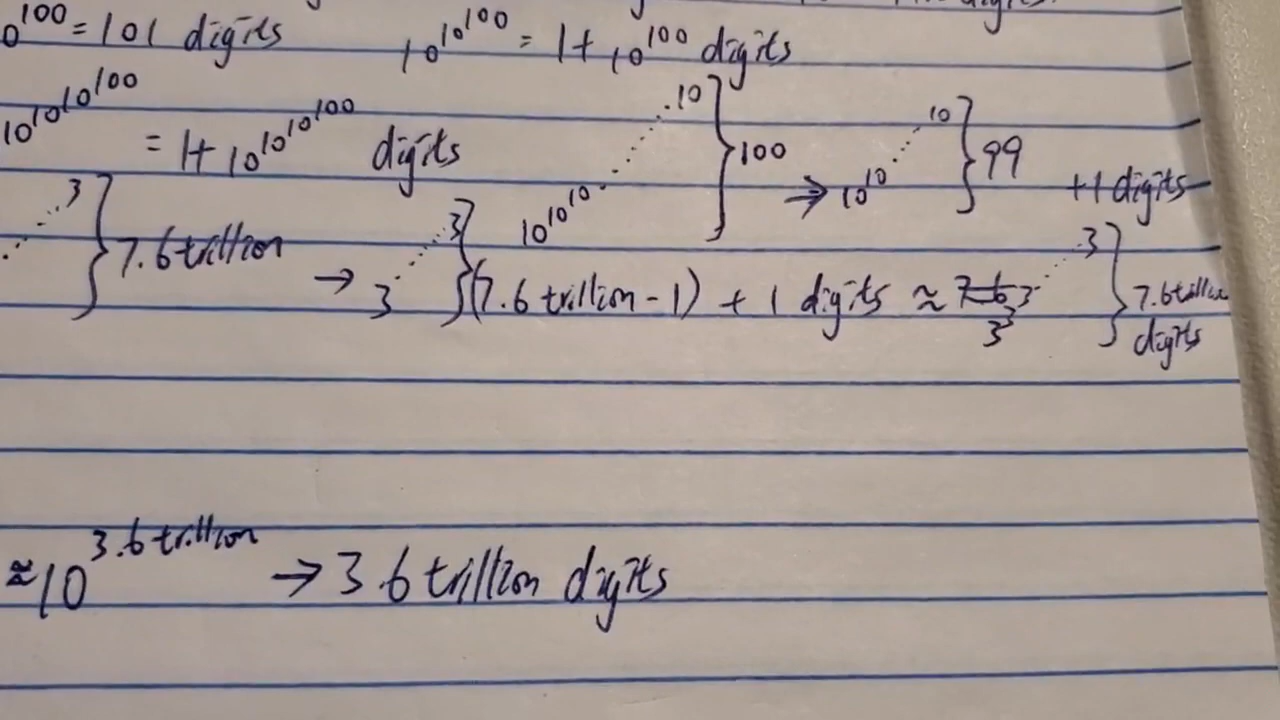 digits.
0^100 = 101 digits 10^10^100 = 1 + 10^100 digits
10^10^10^100 = 1 + 10^10^10^100 digits 10^10^10^10⋰^10 } 100 → 10^10⋰^10 } 99 + 1 digits
⋰3 } 7.6 trillion → 3⋰3 } (7.6 trillion - 1) + 1 digits ≈ 3^3⋰3 } 7.6 trillion digits
≈ 10^3.6 trillion → 3.6 trillion digits